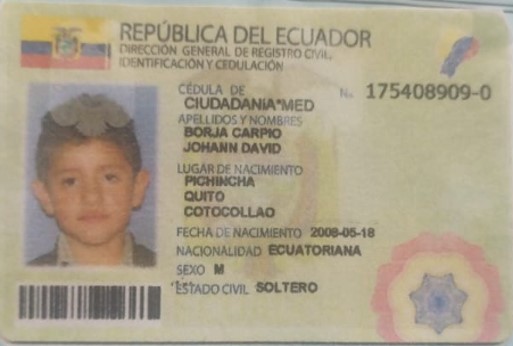 REPÚBLICA DEL ECUADOR
DIRECCIÓN GENERAL DE REGISTRO CIVIL,
IDENTIFICACIÓN Y CEDULACIÓN
CÉDULA DE No. 175408909-0
CIUDADANIA*MED
APELLIDOS Y NOMBRES
BORJA CARPIO
JOHANN DAVID
LUGAR DE NACIMIENTO
PICHINCHA
QUITO
COTOCOLLAO
FECHA DE NACIMIENTO 2008-05-18
NACIONALIDAD ECUATORIANA
SEXO M
ESTADO CIVIL SOLTERO